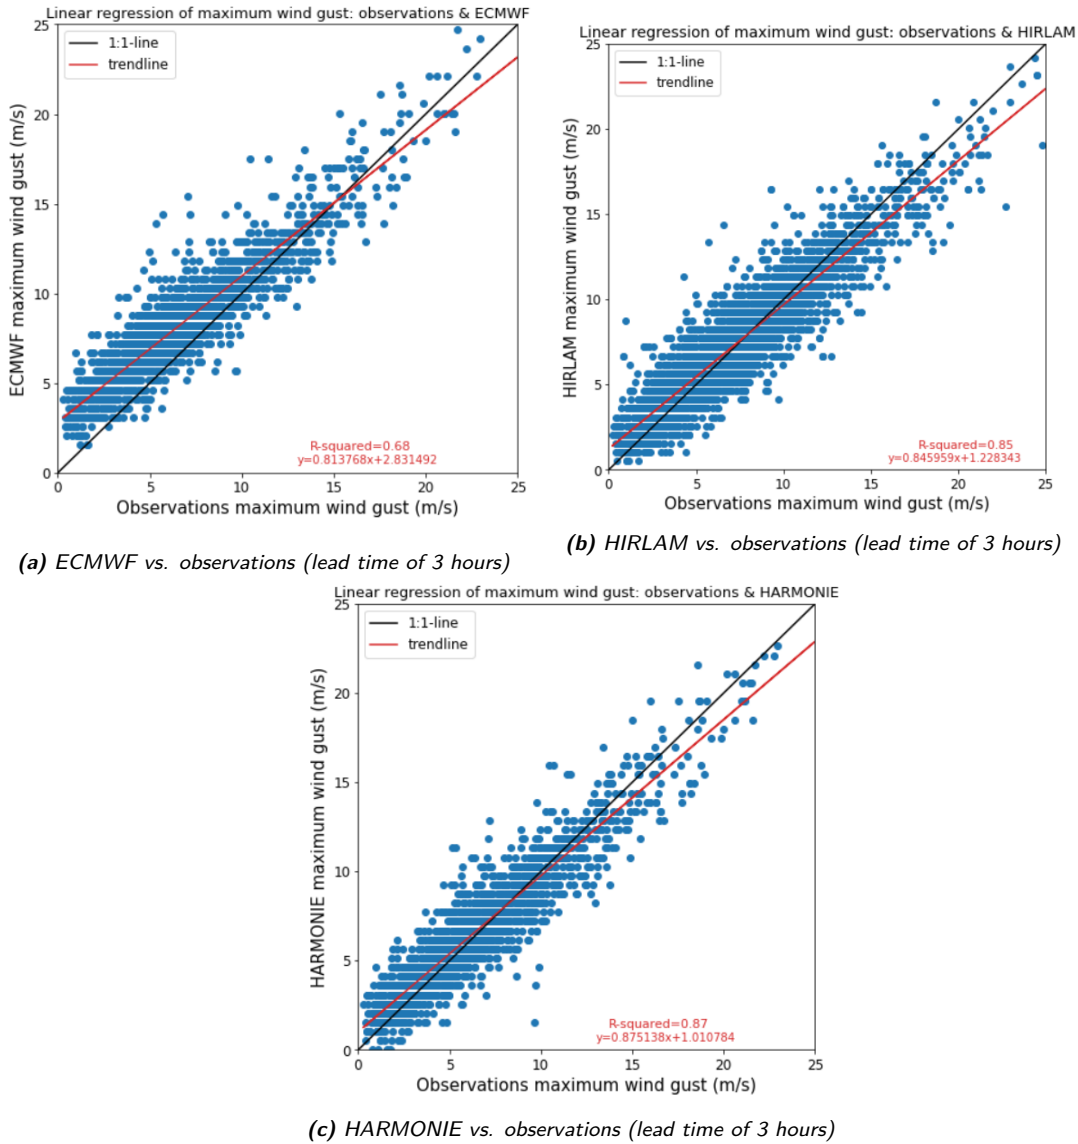 Linear regression of maximum wind gust: observations & ECMWF
1:1-line
trendline
25
20
15
10
5
0
ECMWF maximum wind gust (m/s)
R-squared=0.68
y=0.813768x+2.831492
0 5 10 15 20 25
Observations maximum wind gust (m/s)
(a) ECMWF vs. observations (lead time of 3 hours)
Linear regression of maximum wind gust: observations & HIRLAM
1:1-line
trendline
25
20
15
10
5
0
HIRLAM maximum wind gust (m/s)
R-squared=0.85
y=0.845959x+1.228343
0 5 10 15 20 25
Observations maximum wind gust (m/s)
(b) HIRLAM vs. observations (lead time of 3 hours)
Linear regression of maximum wind gust: observations & HARMONIE
1:1-line
trendline
25
20
15
10
5
0
HARMONIE maximum wind gust (m/s)
R-squared=0.87
y=0.875138x+1.010784
0 5 10 15 20 25
Observations maximum wind gust (m/s)
(c) HARMONIE vs. observations (lead time of 3 hours)